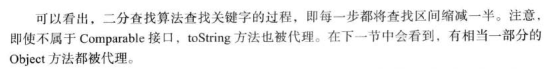 可以看出，二分查找算法查找关键字的过程，即每一步都将查找区间缩减一半。注意，
即使不属于 Comparable 接口，toString 方法也被代理。在下一节中会看到，有相当一部分的
Object 方法都被代理。